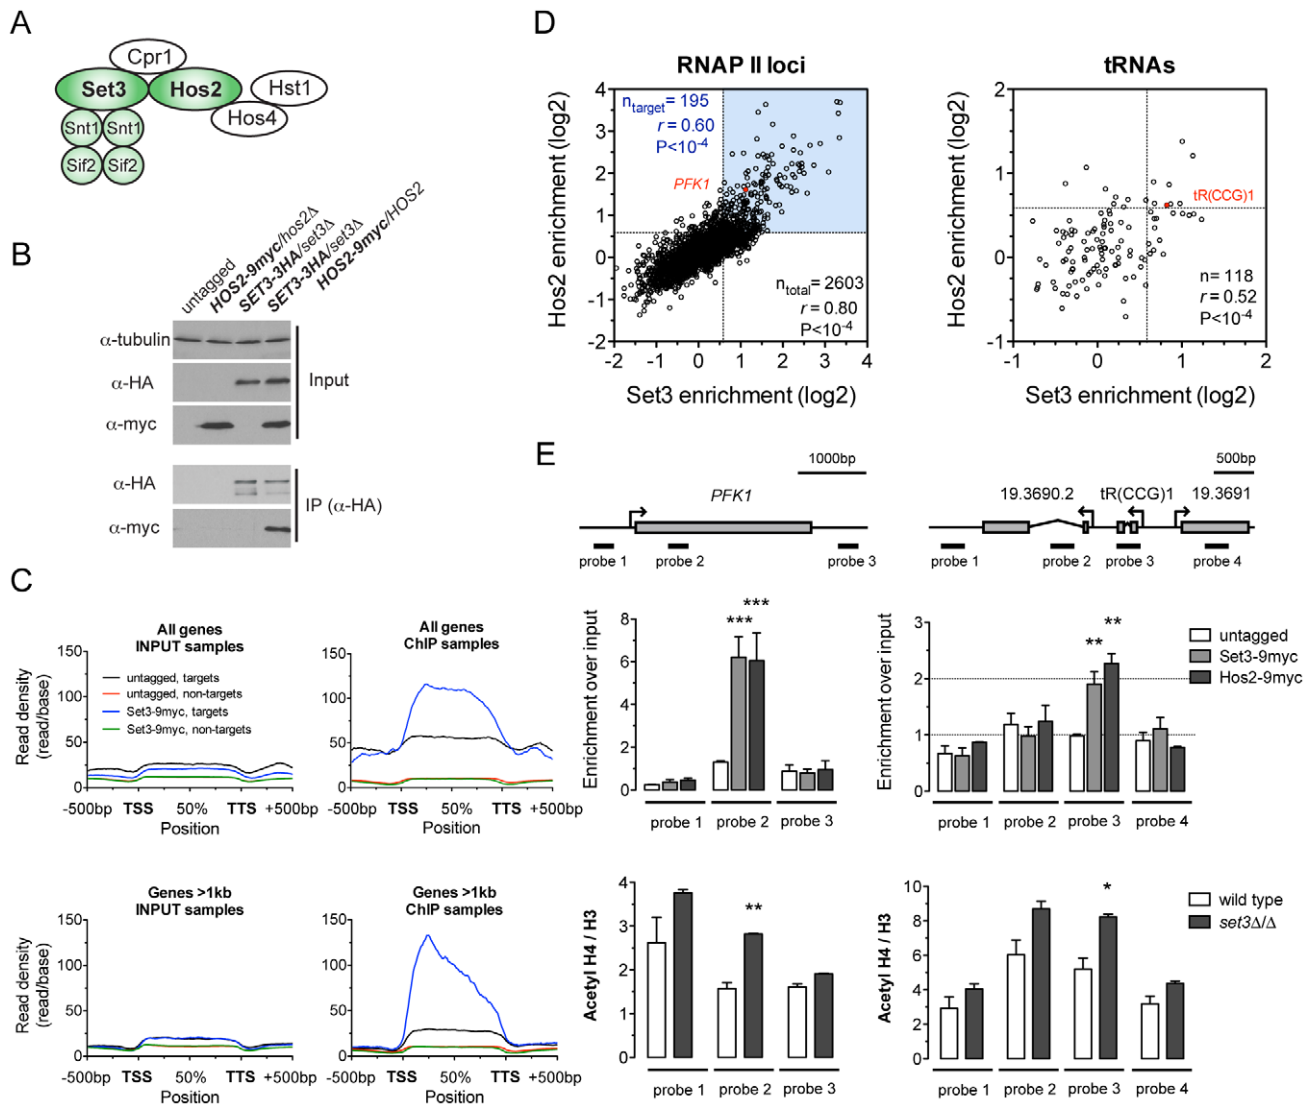 A
Cpr1
Set3
Hos2
Hst1
Hos4
Snt1
Snt1
Sif2
Sif2
B
untagged
HOS2-9myc/hos2Δ
SET3-3HA/set3Δ
SET3-3HA/set3Δ
HOS2-9myc/HOS2
α-tubulin
α-HA
α-myc
Input
α-HA
α-myc
IP (α-HA)
C
All genes
INPUT samples
Read density
(read/base)
150
100
50
0
untagged, targets
untagged, non-targets
Set3-9myc, targets
Set3-9myc, non-targets
-500bp TSS 50% TTS +500bp
Position
All genes
ChIP samples
150
100
50
0
-500bp TSS 50% TTS +500bp
Position
Genes >1kb
INPUT samples
Read density
(read/base)
150
100
50
0
-500bp TSS 50% TTS +500bp
Position
Genes >1kb
ChIP samples
150
100
50
0
-500bp TSS 50% TTS +500bp
Position
D
RNAP II loci
Hos2 enrichment (log2)
4
3
2
1
0
-1
-2
ntarget= 195
r = 0.60
P<10-4
PFK1
ntotal= 2603
r = 0.80
P<10-4
-2 -1 0 1 2 3 4
Set3 enrichment (log2)
tRNAs
Hos2 enrichment (log2)
2
1
0
-1
tR(CCG)1
n= 118
r = 0.52
P<10-4
-1 0 1 2
Set3 enrichment (log2)
E
1000bp
PFK1
probe 1
probe 2
probe 3
500bp
19.3690.2
tR(CCG)1
19.3691
probe 1
probe 2
probe 3
probe 4
Enrichment over input
8
6
4
2
0
***
***
probe 1 probe 2 probe 3
Enrichment over input
3
2
1
0
**
**
probe 1 probe 2 probe 3 probe 4
untagged
Set3-9myc
Hos2-9myc
Acetyl H4 / H3
4
3
2
1
0
**
probe 1 probe 2 probe 3
Acetyl H4 / H3
10
8
6
4
2
0
*
probe 1 probe 2 probe 3 probe 4
wild type
set3Δ/Δ